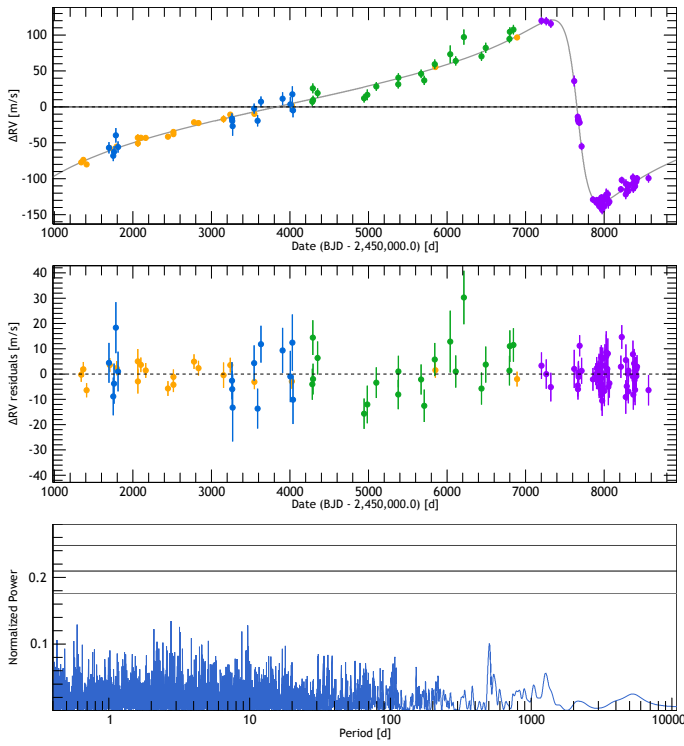 100
50
0
-50
-100
-150
ΔRV [m/s]
1000 2000 3000 4000 5000 6000 7000 8000
Date (BJD - 2,450,000.0) [d]
40
30
20
10
0
-10
-20
-30
-40
ΔRV residuals [m/s]
1000 2000 3000 4000 5000 6000 7000 8000
Date (BJD - 2,450,000.0) [d]
0.2
0.1
Normalized Power
1 10 100 1000 10000
Period [d]